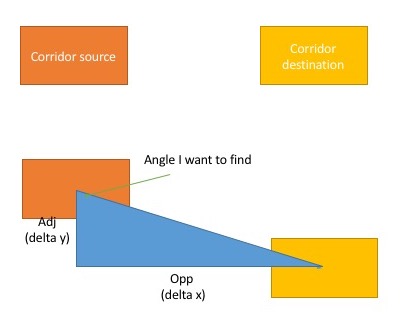 Corridor source
Corridor
destination
Angle I want to find
Adj
(delta y)
Opp
(delta x)